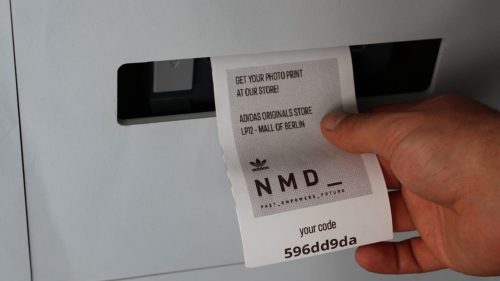 GET YOUR PHOTO PRINT
AT OUR STORE!
ADIDAS ORIGINALS STORE
LP12 - MALL OF BERLIN
adidas
NMD_
PAST_EMPOWERS_FUTURE
your code
596dd9da